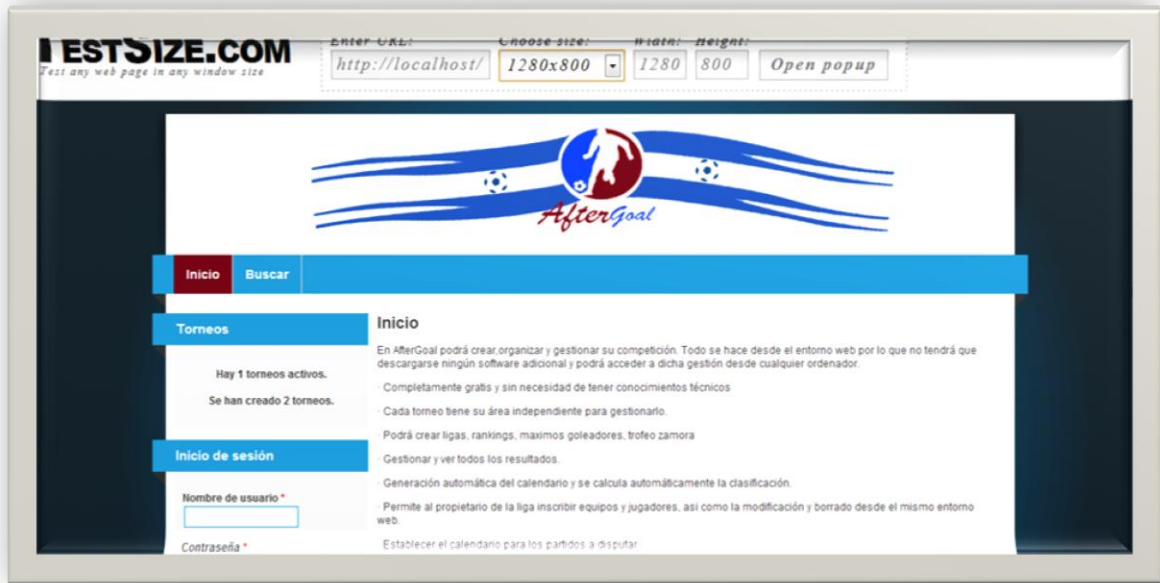 TESTSIZE.COM
Test any web page in any window size
Enter URL: Choose size: Width: Height:
http://localhost/ 1280x800 1280 800 Open popup
AfterGoal
Inicio Buscar
Torneos
Hay 1 torneos activos.
Se han creado 2 torneos.
Inicio de sesión
Nombre de usuario *
Contraseña *
Inicio
En AfterGoal podrá crear,organizar y gestionar su competición. Todo se hace desde el entorno web por lo que no tendrá que
descargarse ningún software adicional y podrá acceder a dicha gestión desde cualquier ordenador.
· Completamente gratis y sin necesidad de tener conocimientos técnicos
· Cada torneo tiene su área independiente para gestionarlo.
· Podrá crear ligas, rankings, maximos goleadores, trofeo zamora
· Gestionar y ver todos los resultados.
· Generación automática del calendario y se calcula automáticamente la clasificación.
· Permite al propietario de la liga inscribir equipos y jugadores, asi como la modificación y borrado desde el mismo entorno
web.
· Establecer el calendario para los partidos a disputar